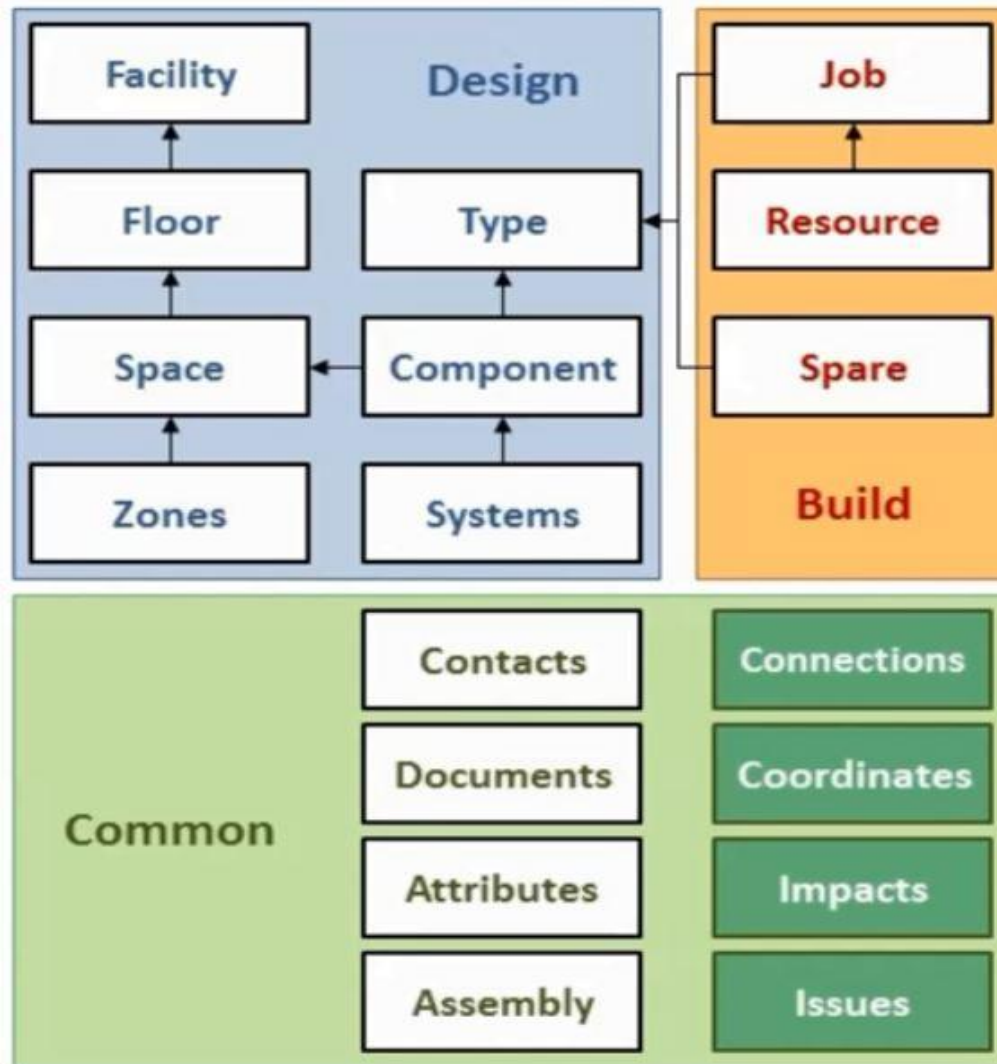 Facility
Design
Job
Floor
Type
Resource
Space
Component
Spare
Zones
Systems
Build
Common
Contacts
Connections
Documents
Coordinates
Attributes
Impacts
Assembly
Issues